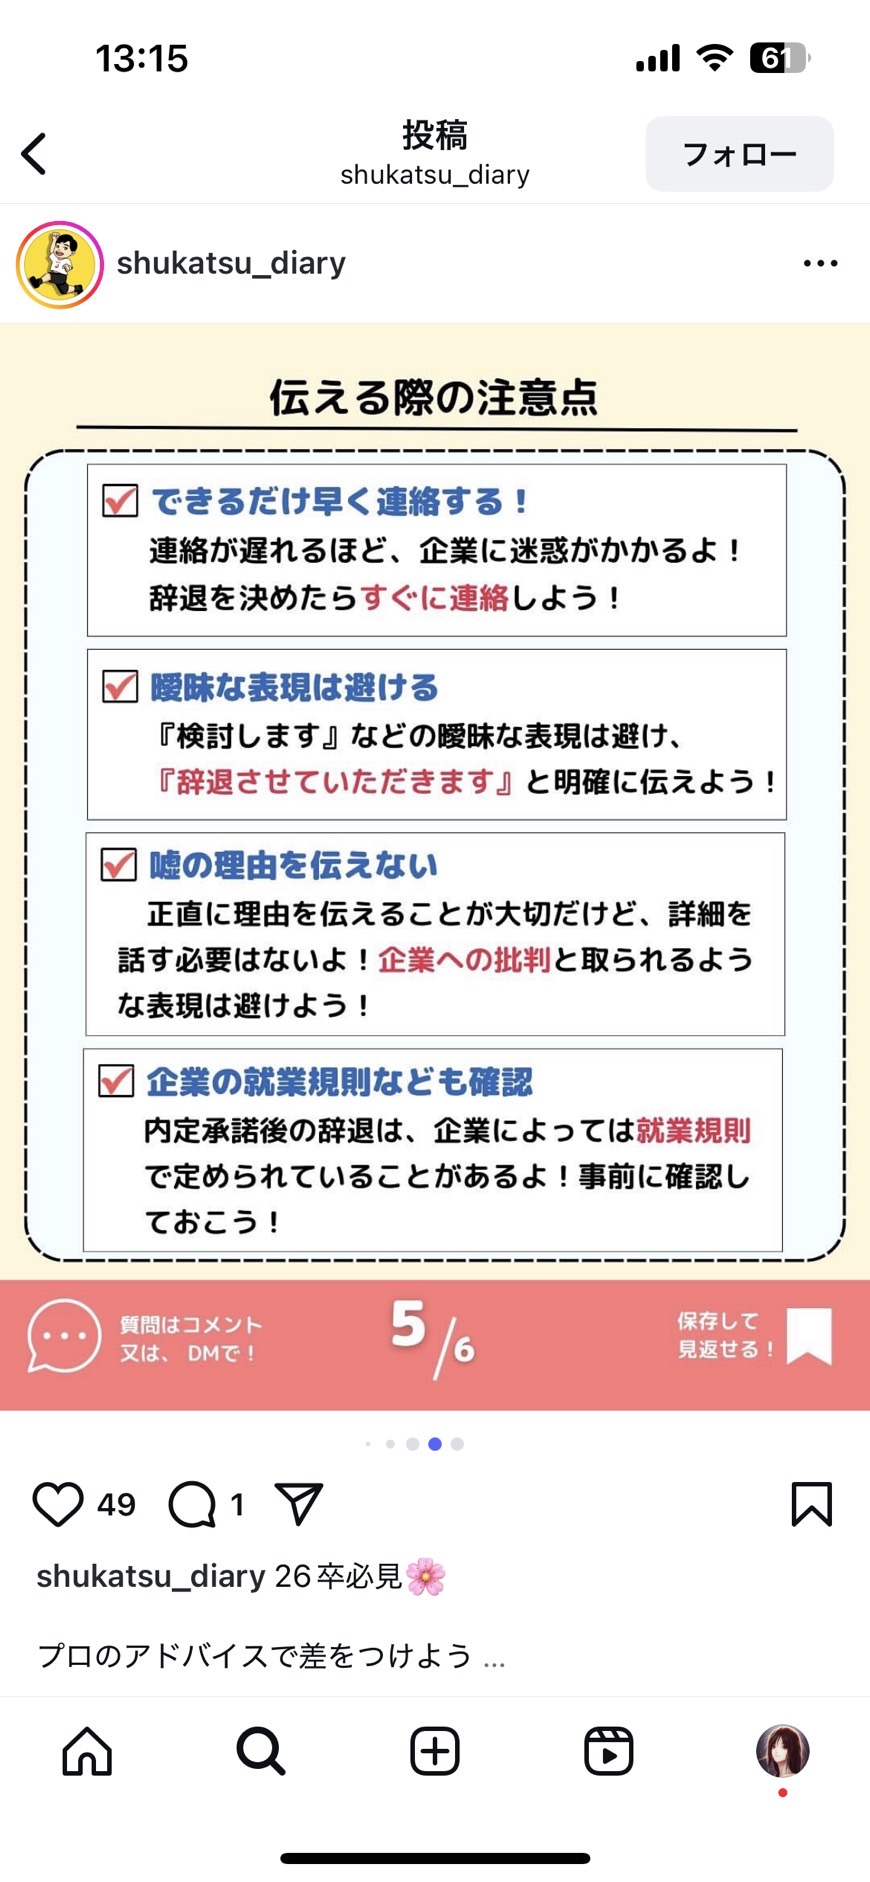 13:15
61
投稿
shukatsu_diary
フォロー
shukatsu_diary
伝える際の注意点
できるだけ早く連絡する！
連絡が遅れるほど、企業に迷惑がかかるよ！
辞退を決めたらすぐに連絡しよう！
曖昧な表現は避ける
『検討します』などの曖昧な表現は避け、
『辞退させていただきます』と明確に伝えよう！
嘘の理由を伝えない
正直に理由を伝えることが大切だけど、詳細を
話す必要はないよ！企業への批判と取られるよう
な表現は避けよう！
企業の就業規則なども確認
内定承諾後の辞退は、企業によっては就業規則
で定められていることがあるよ！事前に確認し
ておこう！
質問はコメント
又は、DMで！
5/6
保存して
見返せる！
49
1
shukatsu_diary 26卒必見🌸
プロのアドバイスで差をつけよう ...